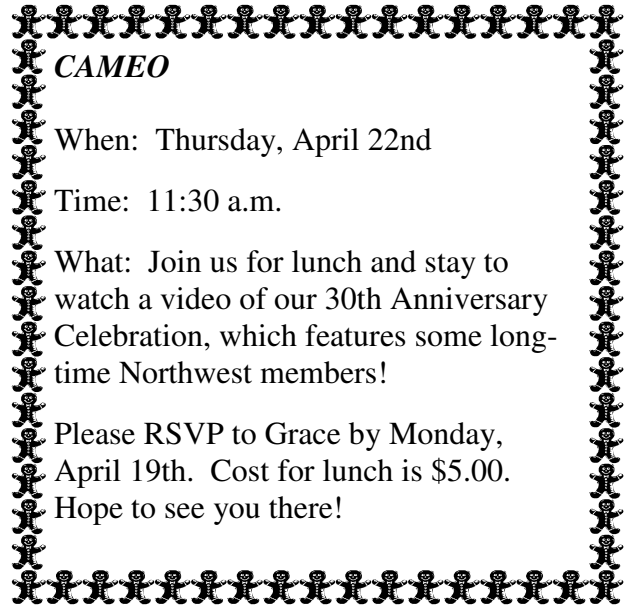 CAMEO
When:  Thursday, April 22nd
Time:  11:30 a.m.
What:  Join us for lunch and stay to
watch a video of our 30th Anniversary
Celebration, which features some long-
time Northwest members!
Please RSVP to Grace by Monday,
April 19th.  Cost for lunch is $5.00.
Hope to see you there!